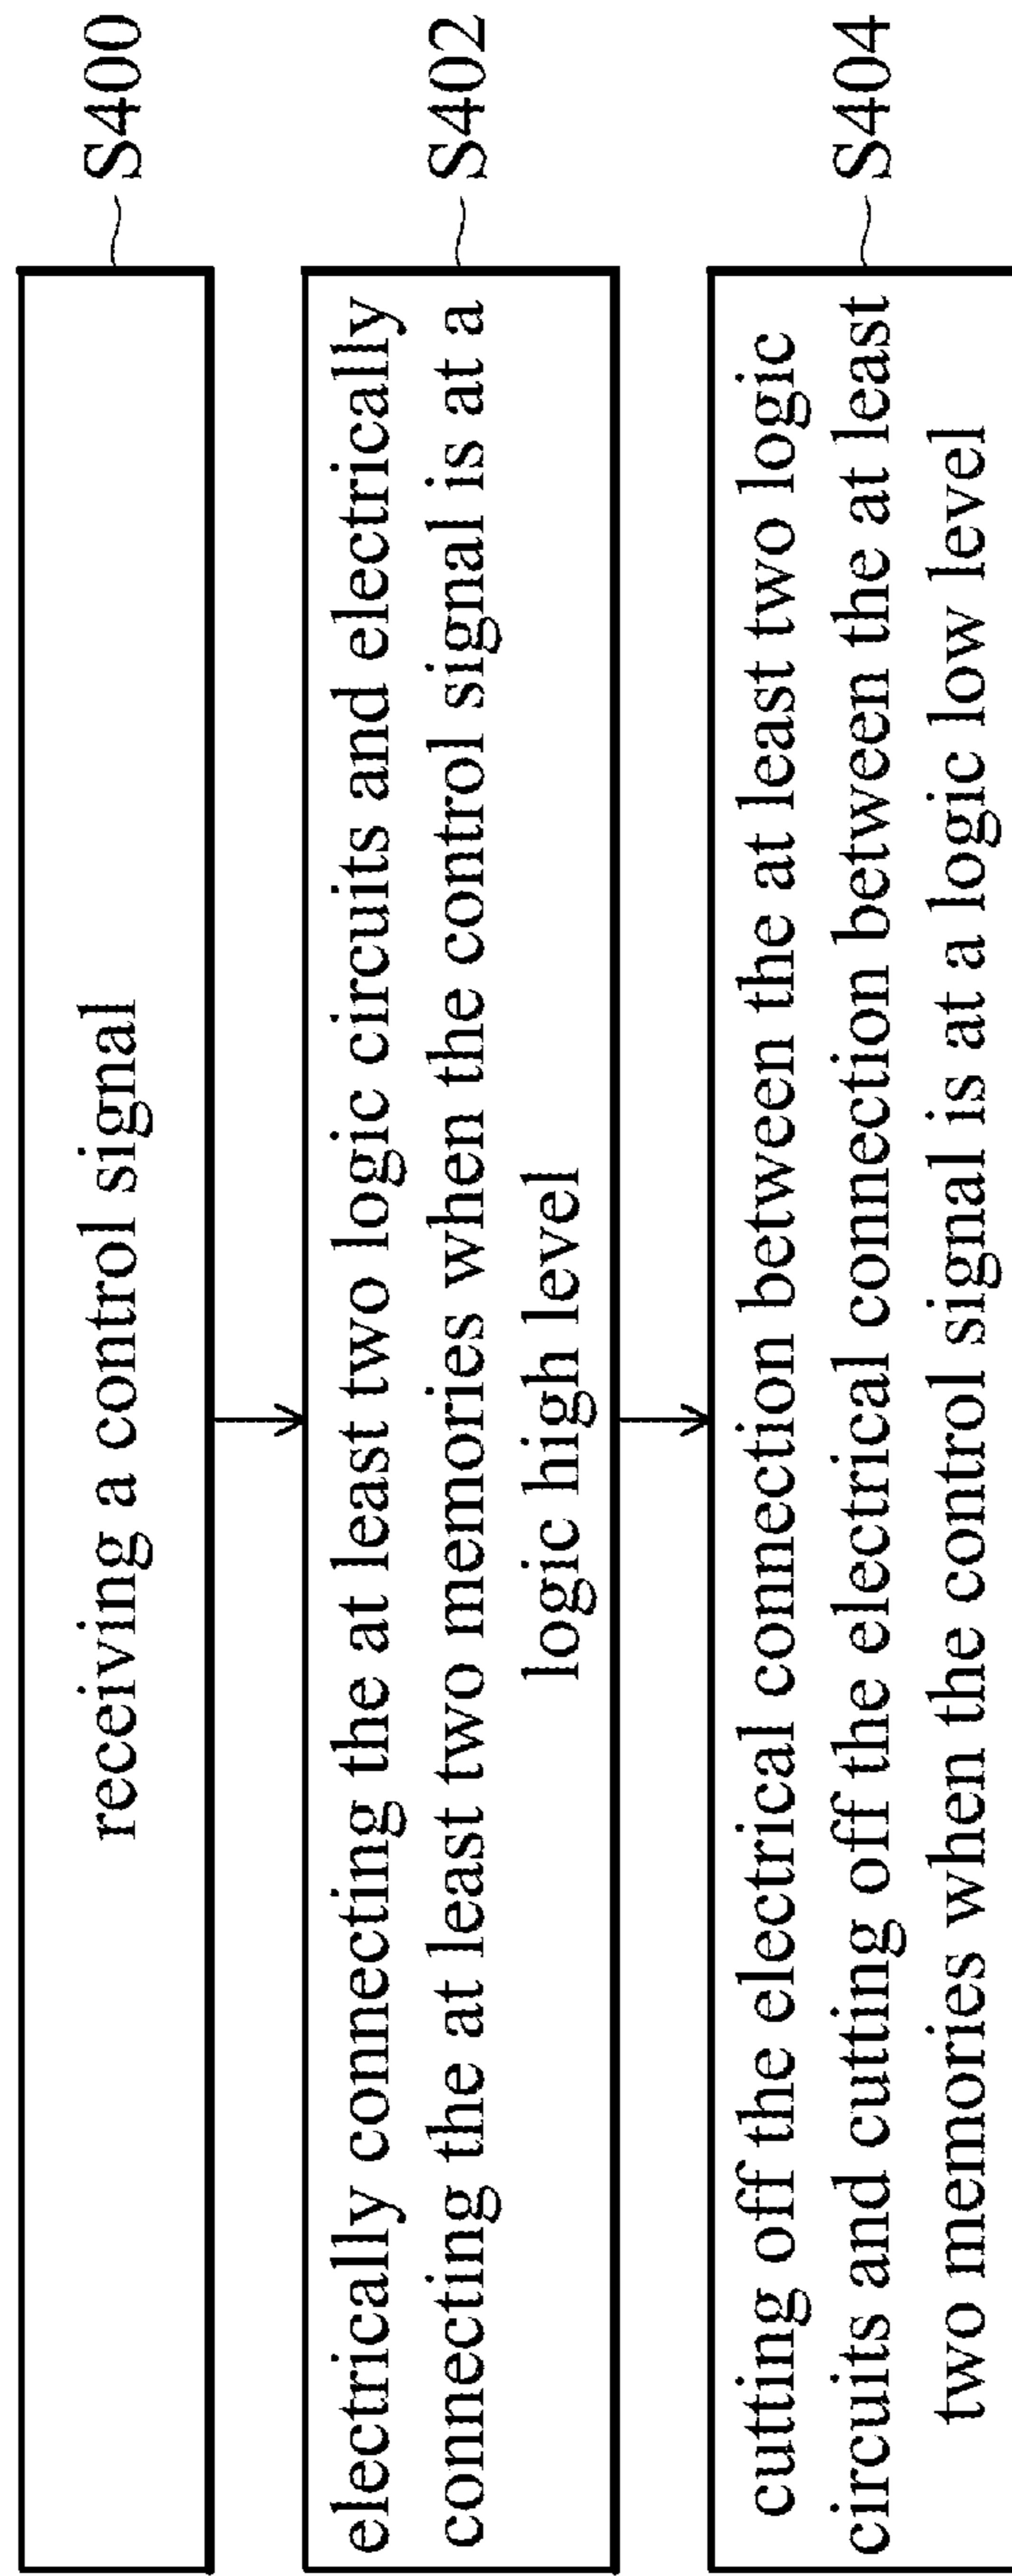 receiving a control signal
S400
electrically connecting the at least two logic circuits and electrically
connecting the at least two memories when the control signal is at a
logic high level
S402
cutting off the electrical connection between the at least two logic
circuits and cutting off the electrical connection between the at least
two memories when the control signal is at a logic low level
S404